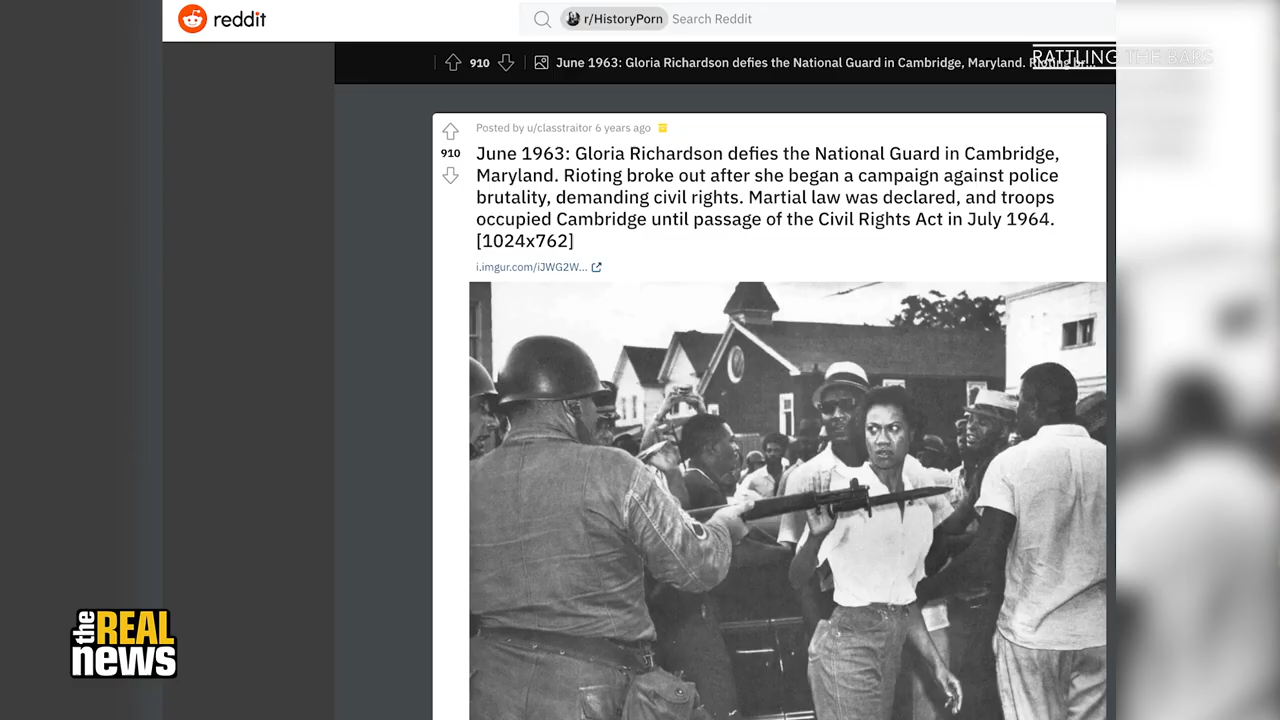 reddit
r/HistoryPorn Search Reddit
RATTLING THE BARS
910 June 1963: Gloria Richardson defies the National Guard in Cambridge, Maryland. Rioting br...
Posted by u/classtraitor 6 years ago
910
June 1963: Gloria Richardson defies the National Guard in Cambridge,
Maryland. Rioting broke out after she began a campaign against police
brutality, demanding civil rights. Martial law was declared, and troops
occupied Cambridge until passage of the Civil Rights Act in July 1964.
[1024x762]
i.imgur.com/iJWG2W...
the REAL
news